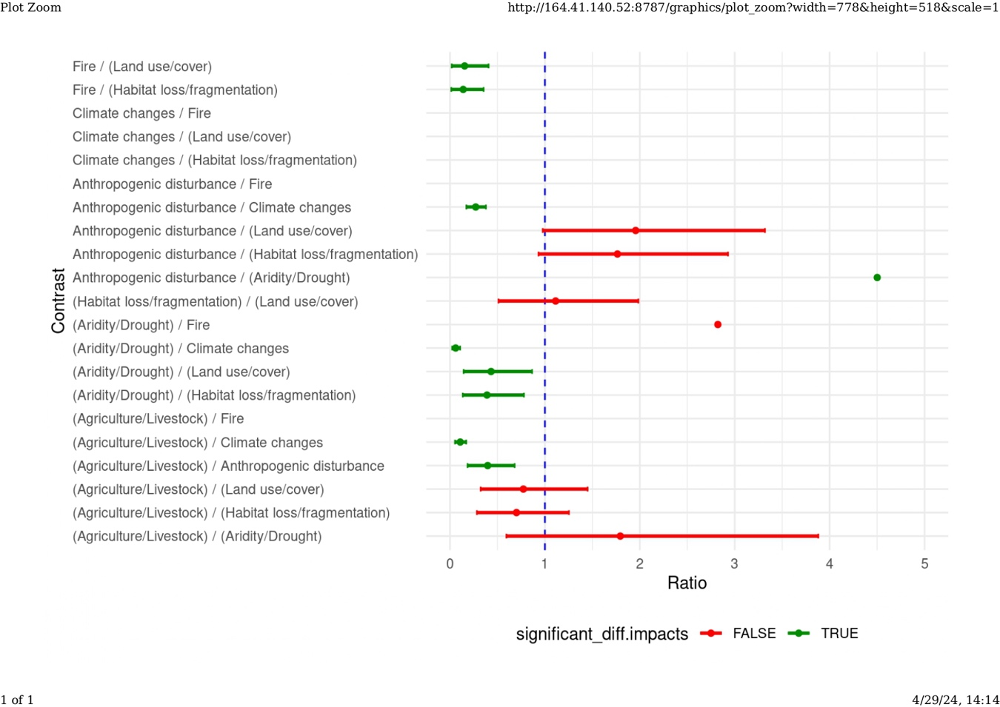 Plot Zoom
http://164.41.140.52:8787/graphics/plot_zoom?width=778&height=518&scale=1
Contrast
Fire / (Land use/cover)
Fire / (Habitat loss/fragmentation)
Climate changes / Fire
Climate changes / (Land use/cover)
Climate changes / (Habitat loss/fragmentation)
Anthropogenic disturbance / Fire
Anthropogenic disturbance / Climate changes
Anthropogenic disturbance / (Land use/cover)
Anthropogenic disturbance / (Habitat loss/fragmentation)
Anthropogenic disturbance / (Aridity/Drought)
(Habitat loss/fragmentation) / (Land use/cover)
(Aridity/Drought) / Fire
(Aridity/Drought) / Climate changes
(Aridity/Drought) / (Land use/cover)
(Aridity/Drought) / (Habitat loss/fragmentation)
(Agriculture/Livestock) / Fire
(Agriculture/Livestock) / Climate changes
(Agriculture/Livestock) / Anthropogenic disturbance
(Agriculture/Livestock) / (Land use/cover)
(Agriculture/Livestock) / (Habitat loss/fragmentation)
(Agriculture/Livestock) / (Aridity/Drought)
0 1 2 3 4 5
Ratio
significant_diff.impacts FALSE TRUE
1 of 1
4/29/24, 14:14